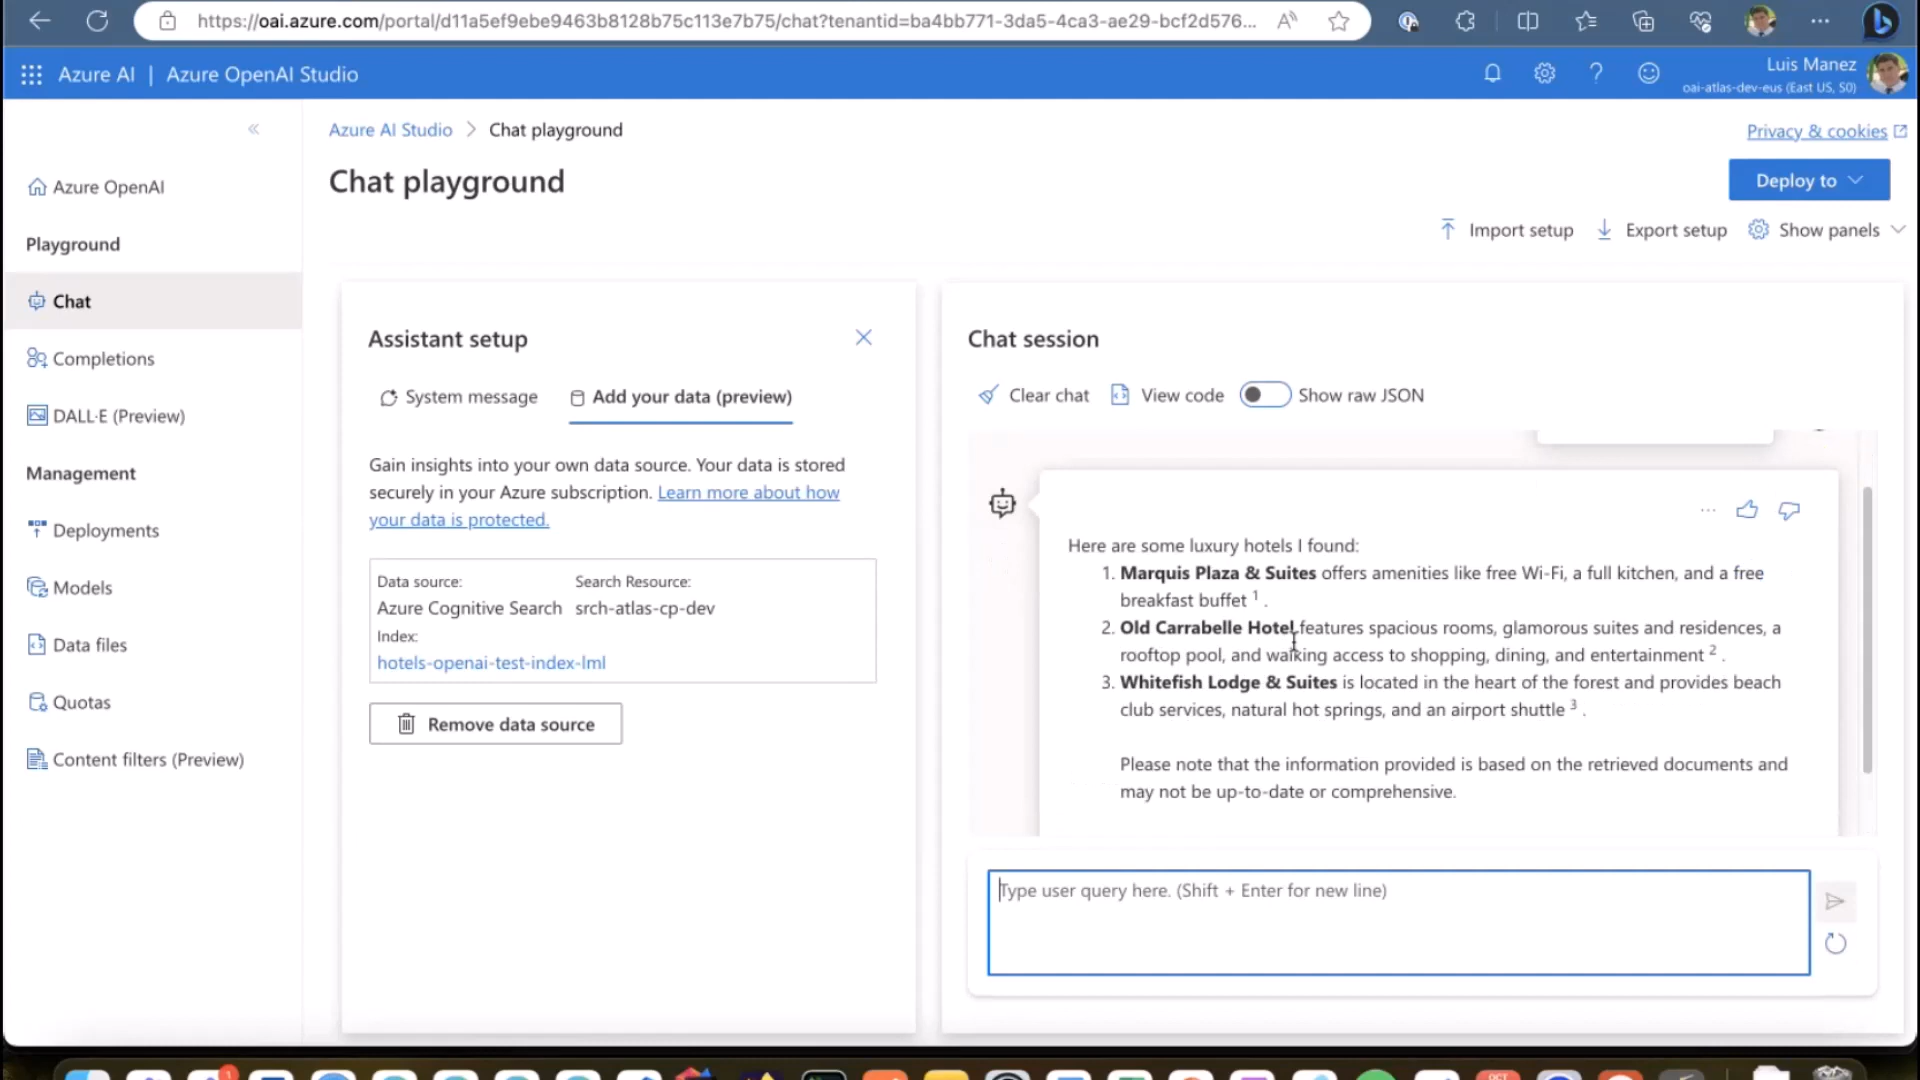 https://oai.azure.com/portal/d11a5ef9ebe9463b8128b75c113e7b75/chat?tenantid=ba4bb771-3da5-4ca3-ae29-bcf2d576...
Azure AI | Azure OpenAI Studio
Luis Manez
oai-atlas-dev-eus (East US, S0)
Azure AI Studio > Chat playground
Privacy & cookies
Chat playground
Deploy to
Import setup
Export setup
Show panels
Azure OpenAI
Playground
Chat
Completions
DALL·E (Preview)
Management
Deployments
Models
Data files
Quotas
Content filters (Preview)
Assistant setup
System message
Add your data (preview)
Gain insights into your own data source. Your data is stored
securely in your Azure subscription. Learn more about how
your data is protected.
Data source:
Search Resource:
Azure Cognitive Search
srch-atlas-cp-dev
Index:
hotels-openai-test-index-lml
Remove data source
Chat session
Clear chat
View code
Show raw JSON
Here are some luxury hotels I found:
1. Marquis Plaza & Suites offers amenities like free Wi-Fi, a full kitchen, and a free
breakfast buffet 1 .
2. Old Carrabelle Hotel features spacious rooms, glamorous suites and residences, a
rooftop pool, and walking access to shopping, dining, and entertainment 2 .
3. Whitefish Lodge & Suites is located in the heart of the forest and provides beach
club services, natural hot springs, and an airport shuttle 3 .
Please note that the information provided is based on the retrieved documents and
may not be up-to-date or comprehensive.
Type user query here. (Shift + Enter for new line)
1
OCT